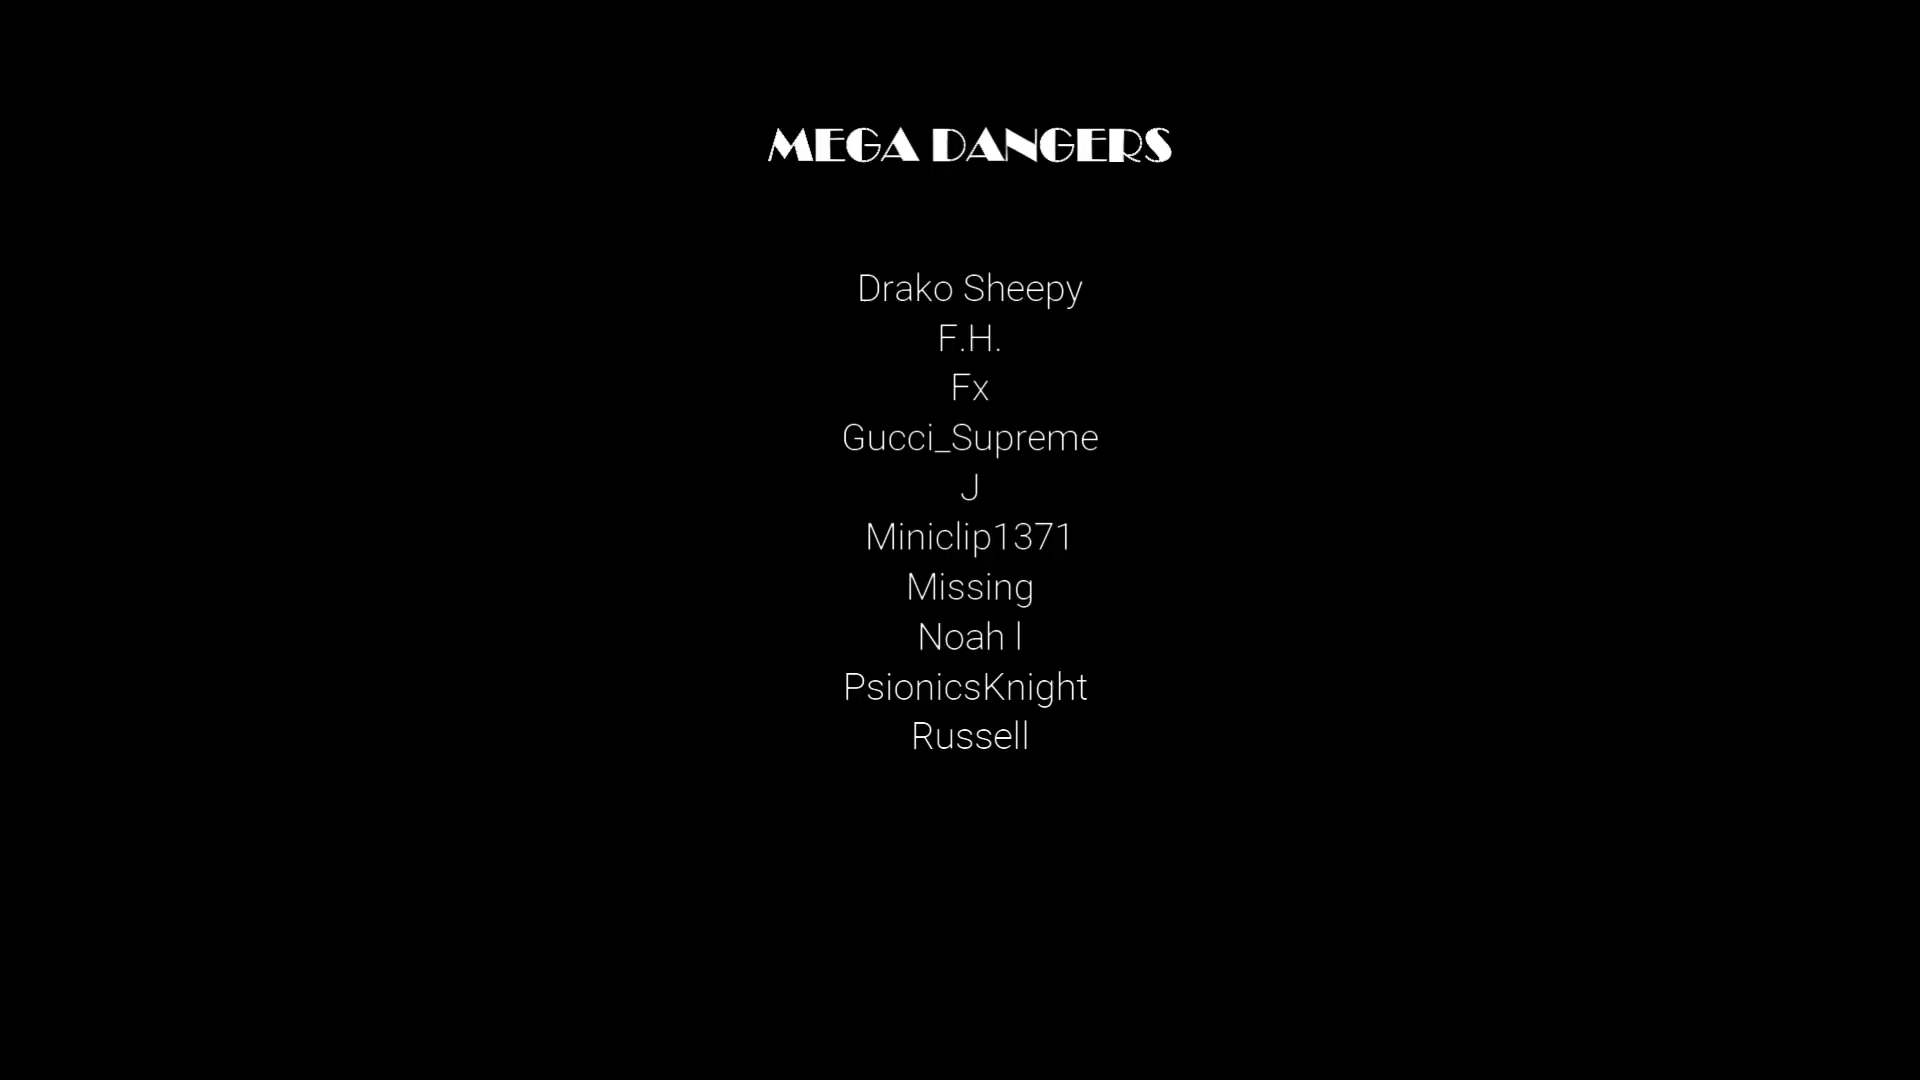 MEGA DANGERS
Drako Sheepy
F.H.
Fx
Gucci_Supreme
J
Miniclip1371
Missing
Noah l
PsionicsKnight
Russell